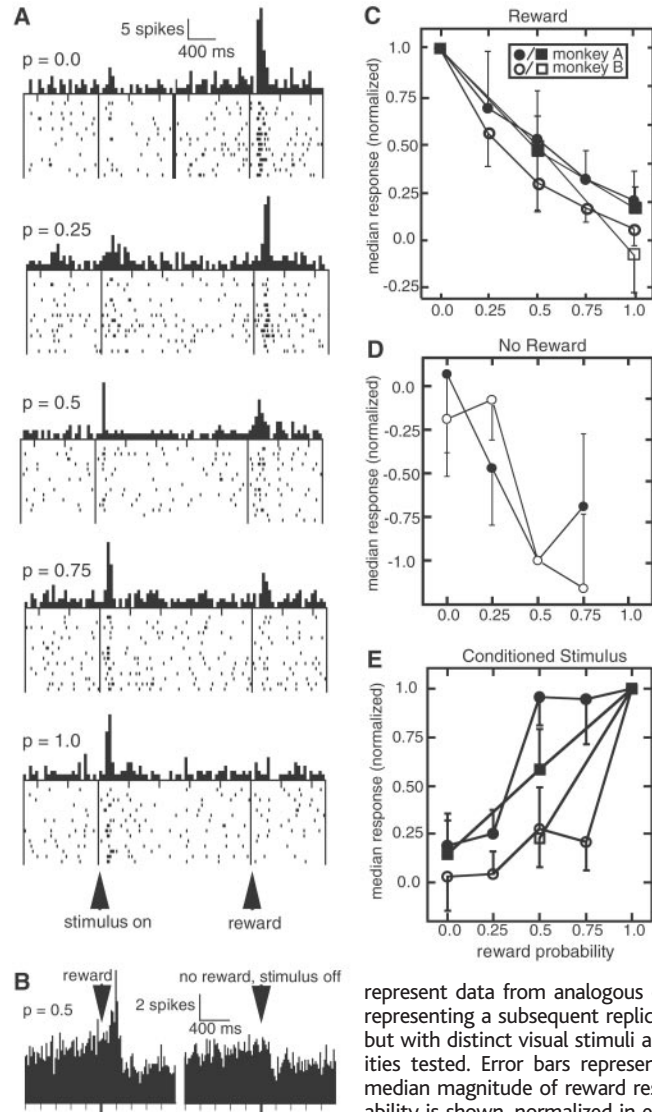 A
5 spikes
400 ms
p = 0.0
p = 0.25
p = 0.5
p = 0.75
p = 1.0
stimulus on
reward
B
reward
no reward, stimulus off
p = 0.5
2 spikes
400 ms
C
Reward
●/■ monkey A
○/□ monkey B
median response (normalized)
1.0
0.75
0.50
0.25
0.0
-0.25
0.0 0.25 0.5 0.75 1.0
D
No Reward
median response (normalized)
0.0
-0.25
-0.5
-0.75
-1.0
0.0 0.25 0.5 0.75 1.0
E
Conditioned Stimulus
median response (normalized)
1.0
0.75
0.50
0.25
0.0
0.0 0.25 0.5 0.75 1.0
reward probability
represent data from analogous
representing a subsequent replic
but with distinct visual stimuli a
ities tested. Error bars represen
median magnitude of reward res
ability is shown, normalized in